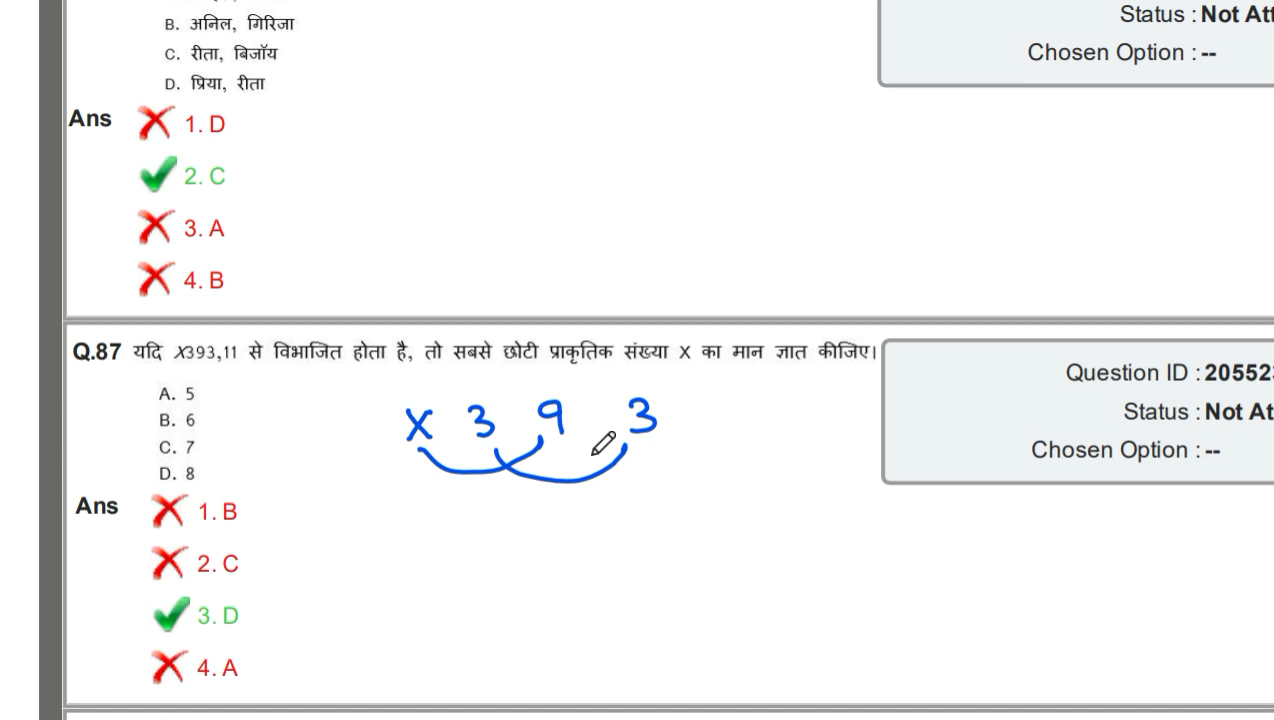 B. अनिल, गिरिजा
C. रीता, बिजॉय
D. प्रिया, रीता
Status : Not Att
Chosen Option : --
Ans
1. D
2. C
3. A
4. B
Q.87 यदि X393,11 से विभाजित होता है, तो सबसे छोटी प्राकृतिक संख्या X का मान ज्ञात कीजिए।
A. 5
B. 6
C. 7
D. 8
X 3 9 3
Question ID : 20552
Status : Not At
Chosen Option : --
Ans
1. B
2. C
3. D
4. A